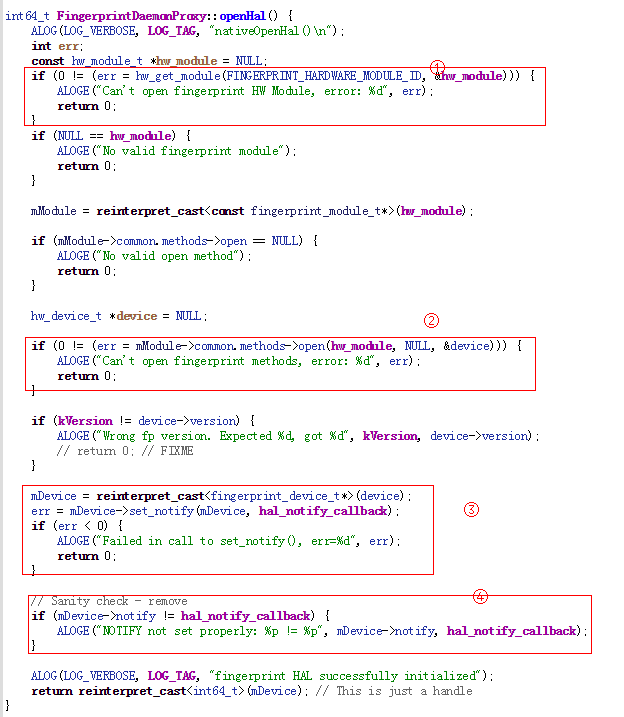 int64_t FingerprintDaemonProxy::openHal() {
ALOG(LOG_VERBOSE, LOG_TAG, "nativeOpenHal()\n");
int err;
const hw_module_t *hw_module = NULL;
①
if (0 != (err = hw_get_module(FINGERPRINT_HARDWARE_MODULE_ID, &hw_module))) {
ALOGE("Can't open fingerprint HW Module, error: %d", err);
return 0;
}
if (NULL == hw_module) {
ALOGE("No valid fingerprint module");
return 0;
}
mModule = reinterpret_cast<const fingerprint_module_t*>(hw_module);
if (mModule->common.methods->open == NULL) {
ALOGE("No valid open method");
return 0;
}
hw_device_t *device = NULL;
②
if (0 != (err = mModule->common.methods->open(hw_module, NULL, &device))) {
ALOGE("Can't open fingerprint methods, error: %d", err);
return 0;
}
if (kVersion != device->version) {
ALOGE("Wrong fp version. Expected %d, got %d", kVersion, device->version);
// return 0; // FIXME
}
mDevice = reinterpret_cast<fingerprint_device_t*>(device);
err = mDevice->set_notify(mDevice, hal_notify_callback);
③
if (err < 0) {
ALOGE("Failed in call to set_notify(), err=%d", err);
return 0;
}
④
// Sanity check - remove
if (mDevice->notify != hal_notify_callback) {
ALOGE("NOTIFY not set properly: %p != %p", mDevice->notify, hal_notify_callback);
}
ALOG(LOG_VERBOSE, LOG_TAG, "fingerprint HAL successfully initialized");
return reinterpret_cast<int64_t>(mDevice); // This is just a handle
}